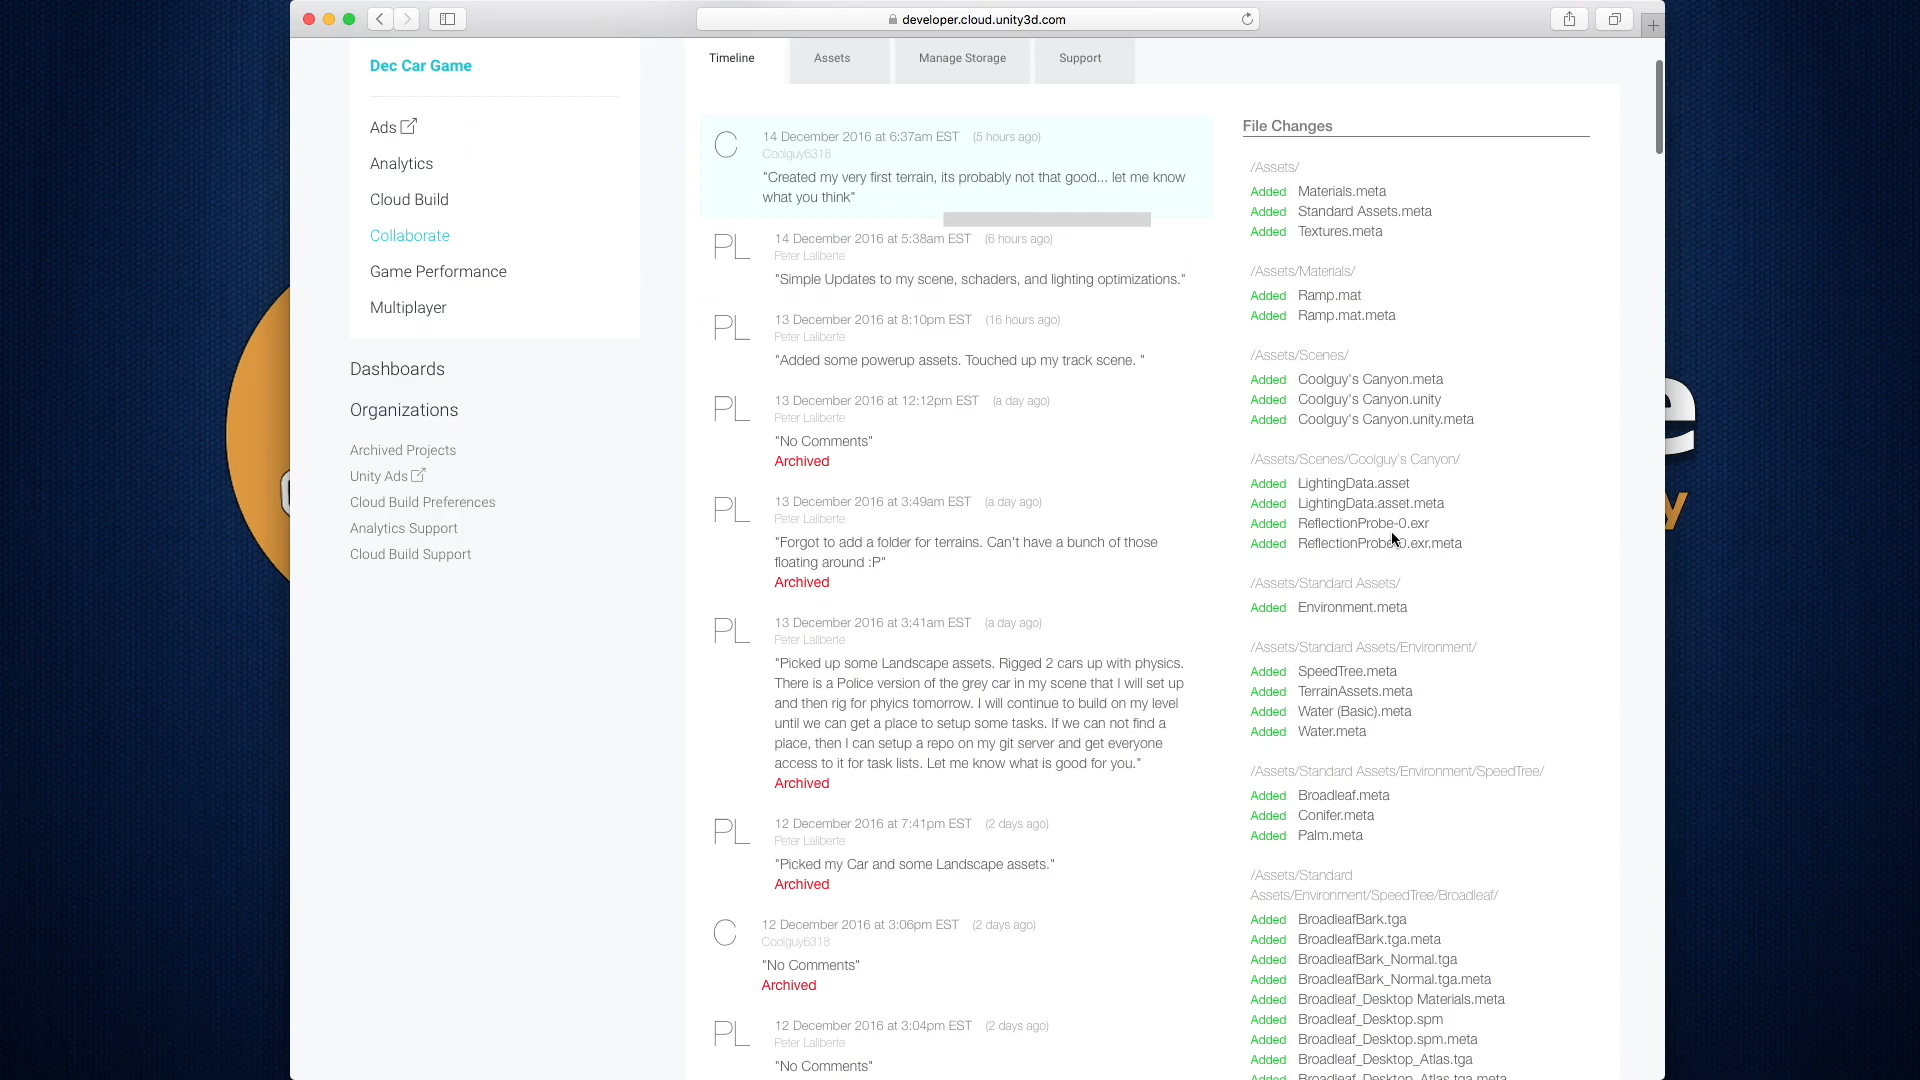 developer.cloud.unity3d.com
Dec Car Game
Ads
Analytics
Cloud Build
Collaborate
Game Performance
Multiplayer
Dashboards
Organizations
Archived Projects
Unity Ads
Cloud Build Preferences
Analytics Support
Cloud Build Support
Timeline
Assets
Manage Storage
Support
C
14 December 2016 at 6:37am EST (5 hours ago)
Coolguy6318
"Created my very first terrain, its probably not that good... let me know
what you think"
PL
14 December 2016 at 5:38am EST (6 hours ago)
Peter Laliberte
"Simple Updates to my scene, schaders, and lighting optimizations."
PL
13 December 2016 at 8:10pm EST (16 hours ago)
Peter Laliberte
"Added some powerup assets. Touched up my track scene. "
PL
13 December 2016 at 12:12pm EST (a day ago)
Peter Laliberte
"No Comments"
Archived
PL
13 December 2016 at 3:49am EST (a day ago)
Peter Laliberte
"Forgot to add a folder for terrains. Can't have a bunch of those
floating around :P"
Archived
PL
13 December 2016 at 3:41am EST (a day ago)
Peter Laliberte
"Picked up some Landscape assets. Rigged 2 cars up with physics.
There is a Police version of the grey car in my scene that I will set up
and then rig for phyics tomorrow. I will continue to build on my level
until we can get a place to setup some tasks. If we can not find a
place, then I can setup a repo on my git server and get everyone
access to it for task lists. Let me know what is good for you."
Archived
PL
12 December 2016 at 7:41pm EST (2 days ago)
Peter Laliberte
"Picked my Car and some Landscape assets."
Archived
C
12 December 2016 at 3:06pm EST (2 days ago)
Coolguy6318
"No Comments"
Archived
PL
12 December 2016 at 3:04pm EST (2 days ago)
Peter Laliberte
"No Comments"
File Changes
/Assets/
Added Materials.meta
Added Standard Assets.meta
Added Textures.meta
/Assets/Materials/
Added Ramp.mat
Added Ramp.mat.meta
/Assets/Scenes/
Added Coolguy's Canyon.meta
Added Coolguy's Canyon.unity
Added Coolguy's Canyon.unity.meta
/Assets/Scenes/Coolguy's Canyon/
Added LightingData.asset
Added LightingData.asset.meta
Added ReflectionProbe-0.exr
Added ReflectionProbe-0.exr.meta
/Assets/Standard Assets/
Added Environment.meta
/Assets/Standard Assets/Environment/
Added SpeedTree.meta
Added TerrainAssets.meta
Added Water (Basic).meta
Added Water.meta
/Assets/Standard Assets/Environment/SpeedTree/
Added Broadleaf.meta
Added Conifer.meta
Added Palm.meta
/Assets/Standard
Assets/Environment/SpeedTree/Broadleaf/
Added BroadleafBark.tga
Added BroadleafBark.tga.meta
Added BroadleafBark_Normal.tga
Added BroadleafBark_Normal.tga.meta
Added Broadleaf_Desktop Materials.meta
Added Broadleaf_Desktop.spm
Added Broadleaf_Desktop.spm.meta
Added Broadleaf_Desktop_Atlas.tga
Added Broadleaf_Desktop_Atlas.tga.meta
e
y